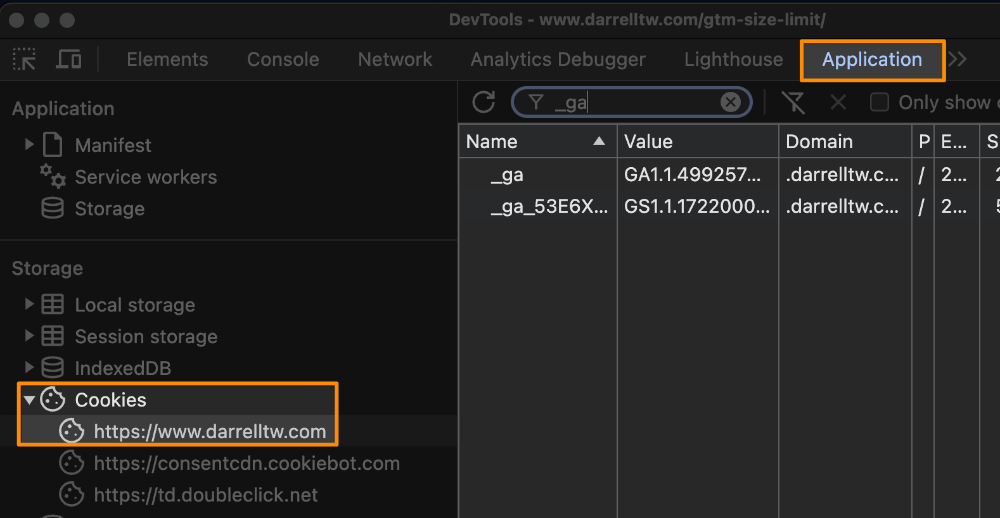 DevTools - www.darrelltw.com/gtm-size-limit/
Elements Console Network Analytics Debugger Lighthouse Application
Application
Manifest
Service workers
Storage
Storage
Local storage
Session storage
IndexedDB
Cookies
https://www.darrelltw.com
https://consentcdn.cookiebot.com
https://td.doubleclick.net
_ga
Only show
Name Value Domain P E... S
_ga GA1.1.499257... .darrelltw.c... / 2...
_ga_53E6X... GS1.1.1722000... .darrelltw.c... / 2...